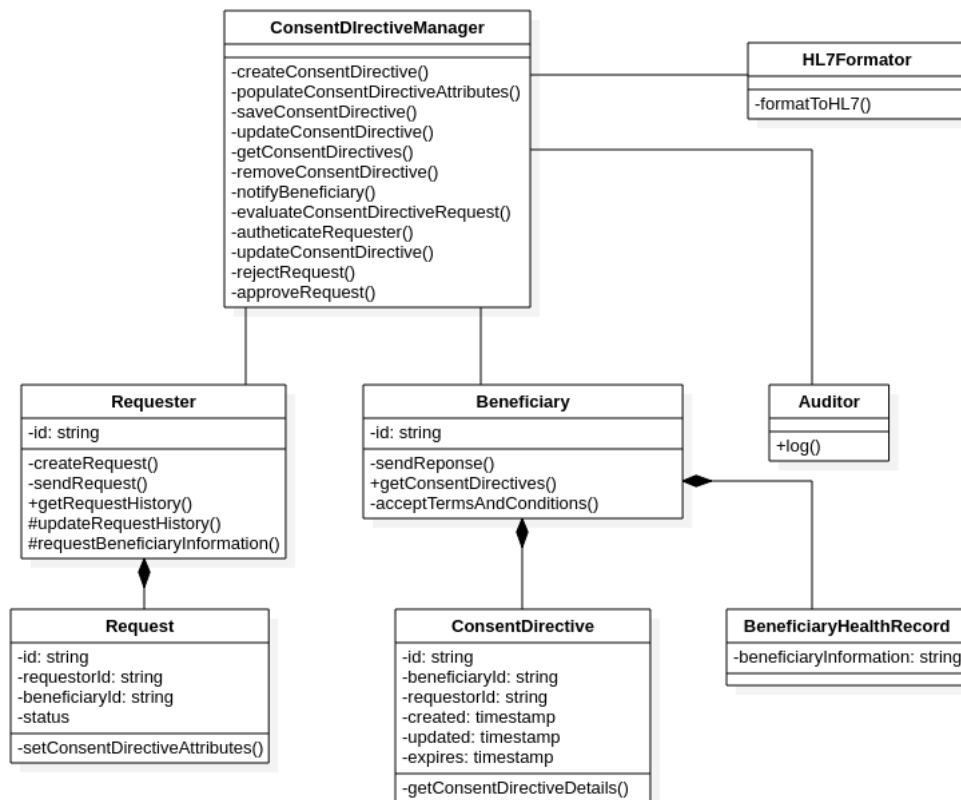 ConsentDIrectiveManager
-createConsentDirective()
-populateConsentDirectiveAttributes()
-saveConsentDirective()
-updateConsentDirective()
-getConsentDirectives()
-removeConsentDirective()
-notifyBeneficiary()
-evaluateConsentDirectiveRequest()
-autheticateRequester()
-updateConsentDirective()
-rejectRequest()
-approveRequest()
HL7Formator
-formatToHL7()
Requester
-id: string
-createRequest()
-sendRequest()
+getRequestHistory()
#updateRequestHistory()
#requestBeneficiaryInformation()
Beneficiary
-id: string
-sendReponse()
+getConsentDirectives()
-acceptTermsAndConditions()
Auditor
+log()
Request
-id: string
-requestorId: string
-beneficiaryId: string
-status
-setConsentDirectiveAttributes()
ConsentDirective
-id: string
-beneficiaryId: string
-requestorId: string
-created: timestamp
-updated: timestamp
-expires: timestamp
-getConsentDirectiveDetails()
BeneficiaryHealthRecord
-beneficiaryInformation: string